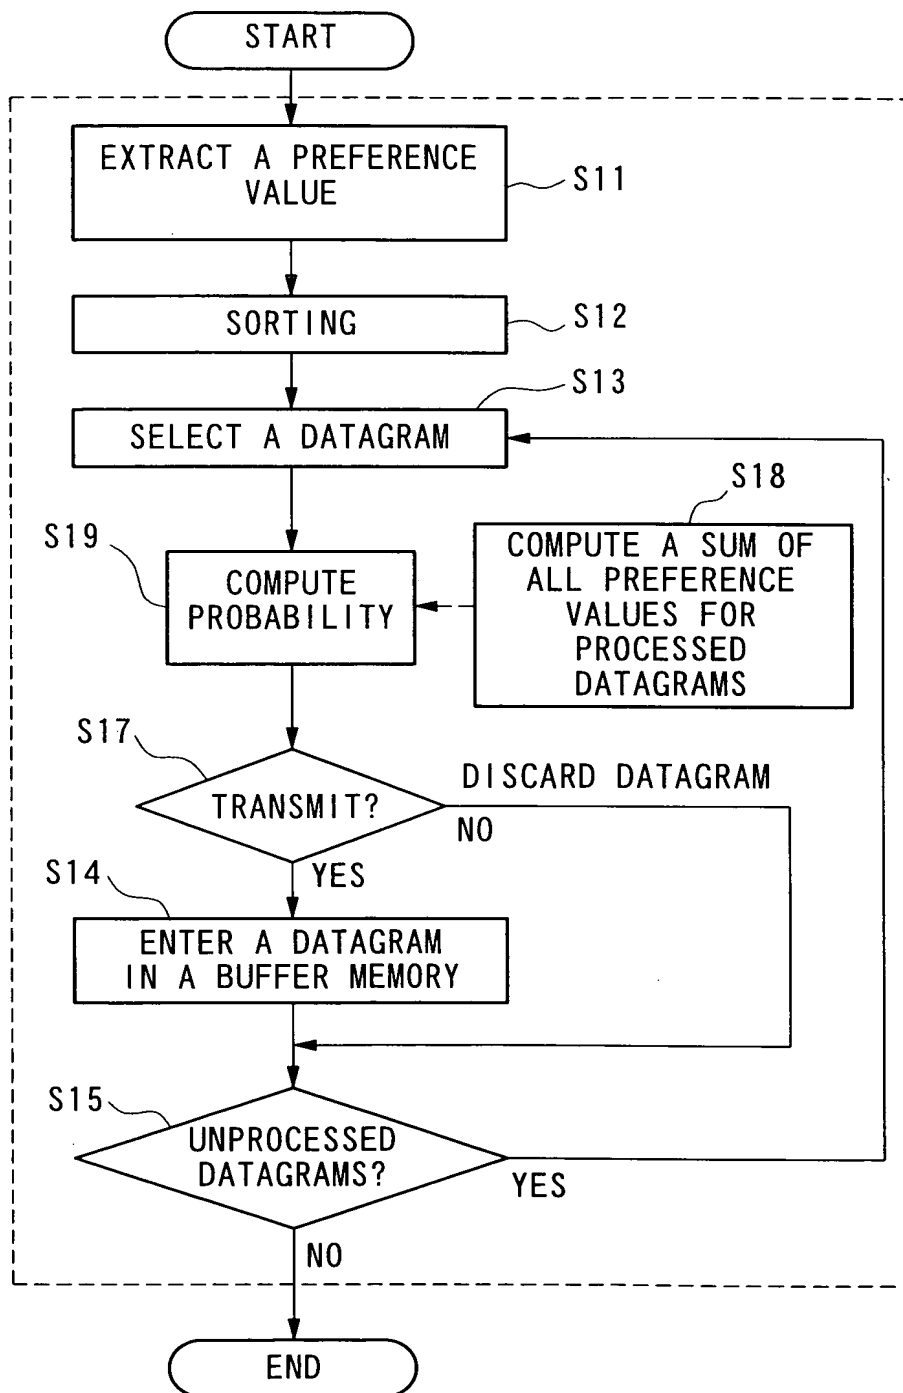 START
EXTRACT A PREFERENCE
VALUE
S11
SORTING
S12
S13
SELECT A DATAGRAM
S18
S19
COMPUTE
PROBABILITY
COMPUTE A SUM OF
ALL PREFERENCE
VALUES FOR
PROCESSED
DATAGRAMS
S17
TRANSMIT?
DISCARD DATAGRAM
NO
YES
S14
ENTER A DATAGRAM
IN A BUFFER MEMORY
S15
UNPROCESSED
DATAGRAMS?
YES
NO
END